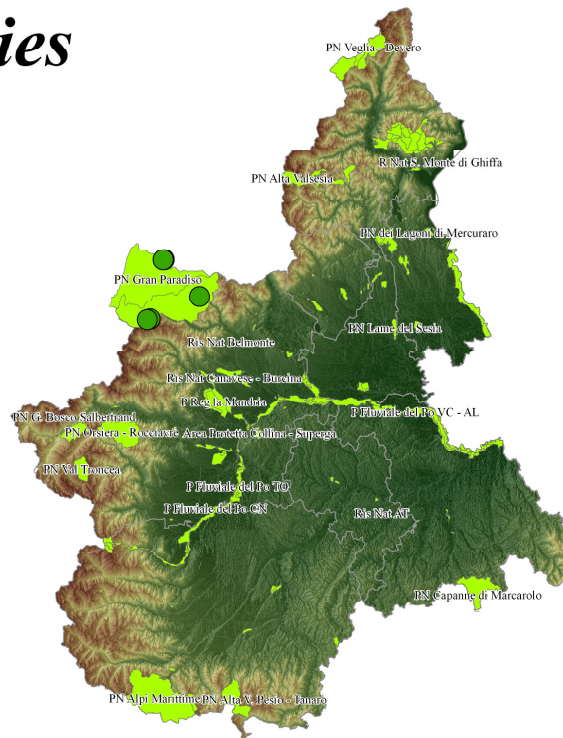 ies
PN Veglia - Devero
R Nat S. Monte di Ghiffa
PN Alta Valsesia
PN dei Lagoni di Mercuraro
PN Gran Paradiso
PN Lame del Sesia
Ris Nat Belmonte
Ris Nat Canavese - Burcina
P Reg la Mandria
P Fluviale del Po VC - AL
PN G. Bosco Salbertrand
PN Orsiera - Rocciavrè Area Protetta Collina - Superga
PN Val Troncea
P Fluviale del Po TO
P Fluviale del Po CN
Ris Nat AT
PN Capanne di Marcarolo
PN Alpi Marittime PN Alta V. Pesio - Tanaro